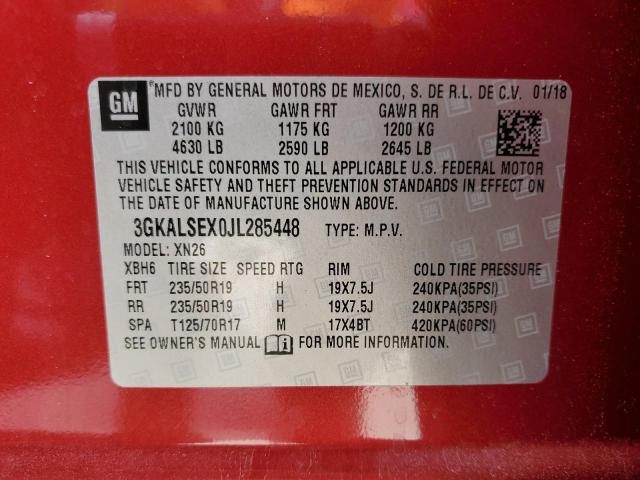 GM
® MFD BY GENERAL MOTORS DE MEXICO, S. DE R.L. DE C.V. 01/18
GVWR GAWR FRT GAWR RR
2100 KG 1175 KG 1200 KG
4630 LB 2590 LB 2645 LB
THIS VEHICLE CONFORMS TO ALL APPLICABLE U.S. FEDERAL MOTOR
VEHICLE SAFETY AND THEFT PREVENTION STANDARDS IN EFFECT ON
THE DATE OF MANUFACTURE SHOWN ABOVE.
3GKALSEX0JL285448 TYPE: M.P.V.
MODEL: XN26
XBH6 TIRE SIZE SPEED RTG RIM COLD TIRE PRESSURE
FRT 235/50R19 H 19X7.5J 240KPA(35PSI)
RR 235/50R19 H 19X7.5J 240KPA(35PSI)
SPA T125/70R17 M 17X4BT 420KPA(60PSI)
SEE OWNER'S MANUAL i FOR MORE INFORMATION.